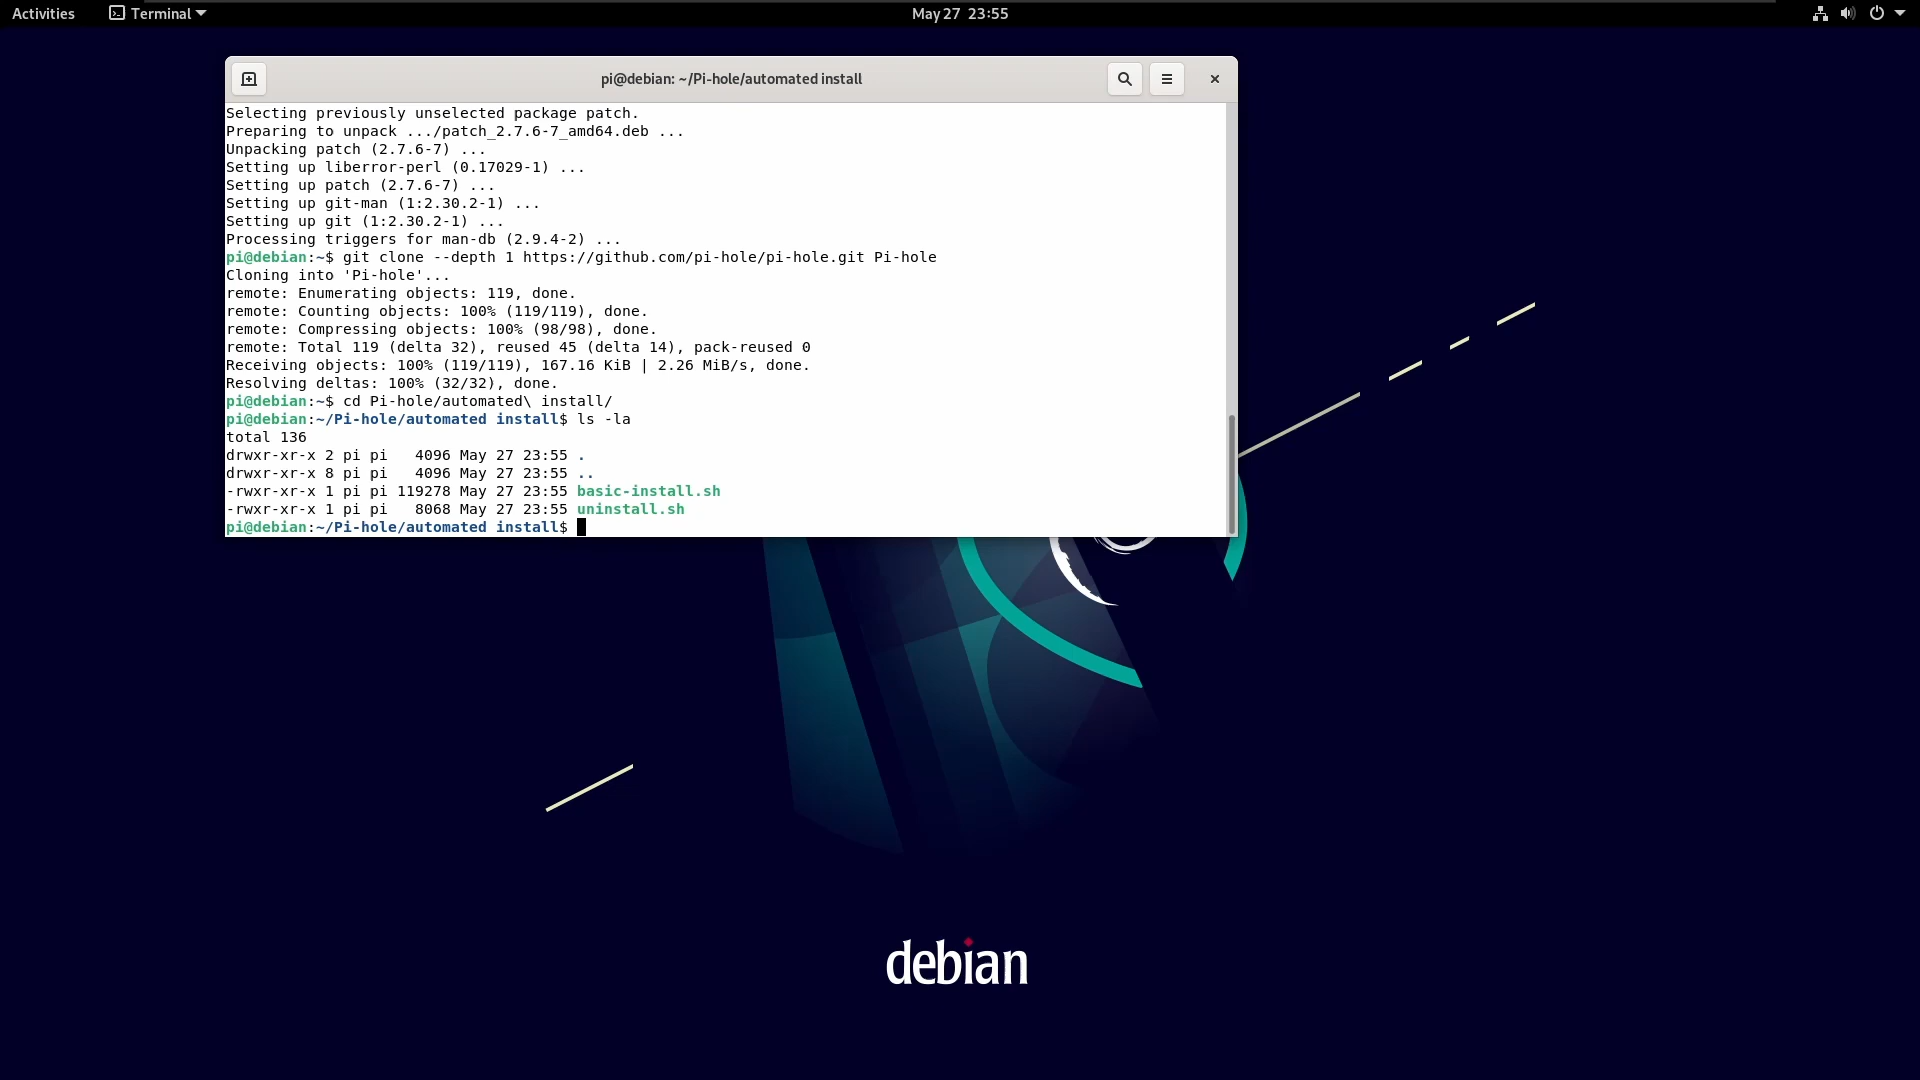 Activities Terminal May 27 23:55
pi@debian: ~/Pi-hole/automated install
Selecting previously unselected package patch.
Preparing to unpack .../patch_2.7.6-7_amd64.deb ...
Unpacking patch (2.7.6-7) ...
Setting up liberror-perl (0.17029-1) ...
Setting up patch (2.7.6-7) ...
Setting up git-man (1:2.30.2-1) ...
Setting up git (1:2.30.2-1) ...
Processing triggers for man-db (2.9.4-2) ...
pi@debian:~$ git clone --depth 1 https://github.com/pi-hole/pi-hole.git Pi-hole
Cloning into 'Pi-hole'...
remote: Enumerating objects: 119, done.
remote: Counting objects: 100% (119/119), done.
remote: Compressing objects: 100% (98/98), done.
remote: Total 119 (delta 32), reused 45 (delta 14), pack-reused 0
Receiving objects: 100% (119/119), 167.16 KiB | 2.26 MiB/s, done.
Resolving deltas: 100% (32/32), done.
pi@debian:~$ cd Pi-hole/automated\ install/
pi@debian:~/Pi-hole/automated install$ ls -la
total 136
drwxr-xr-x 2 pi pi   4096 May 27 23:55 .
drwxr-xr-x 8 pi pi   4096 May 27 23:55 ..
-rwxr-xr-x 1 pi pi 119278 May 27 23:55 basic-install.sh
-rwxr-xr-x 1 pi pi   8068 May 27 23:55 uninstall.sh
pi@debian:~/Pi-hole/automated install$
debian